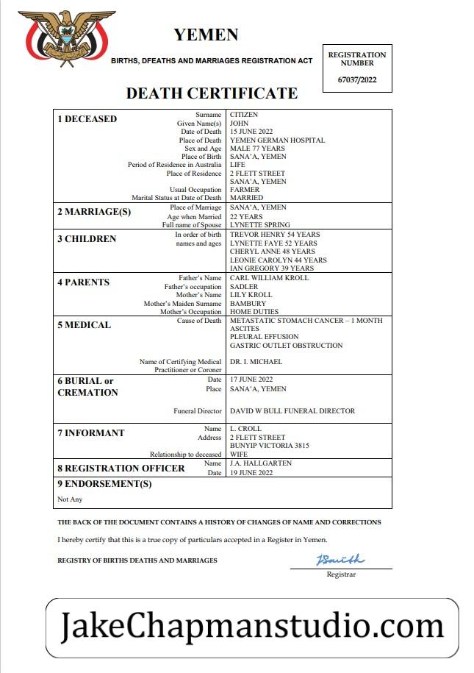 YEMEN
BIRTHS, DFEATHS AND MARRIAGES REGISTRATION ACT
REGISTRATION
NUMBER
67037/2022
DEATH CERTIFICATE
1 DECEASED
Surname CITIZEN
Given Name(s) JOHN
Date of Death 15 JUNE 2022
Place of Death YEMEN GERMAN HOSPITAL
Sex and Age MALE 77 YEARS
Place of Birth SANA'A, YEMEN
Period of Residence in Australia LIFE
Place of Residence 2 FLETT STREET
SANA'A, YEMEN
Usual Occupation FARMER
Marital Status at Date of Death MARRIED
2 MARRIAGE(S)
Place of Marriage SANA'A, YEMEN
Age when Married 22 YEARS
Full name of Spouse LYNETTE SPRING
3 CHILDREN
In order of birth TREVOR HENRY 54 YEARS
names and ages LYNETTE FAYE 52 YEARS
CHERYL ANNE 48 YEARS
LEONIE CAROLYN 44 YEARS
IAN GREGORY 39 YEARS
4 PARENTS
Father's Name CARL WILLIAM KROLL
Father's occupation SADLER
Mother's Name LILY KROLL
Mother's Maiden Surname BAMBURY
Mother's Occupation HOME DUTIES
5 MEDICAL
Cause of Death METASTATIC STOMACH CANCER – 1 MONTH
ASCITES
PLEURAL EFFUSION
GASTRIC OUTLET OBSTRUCTION
Name of Certifying Medical DR. I. MICHAEL
Practitioner or Coroner
6 BURIAL or
CREMATION
Date 17 JUNE 2022
Place SANA'A, YEMEN
Funeral Director DAVID W BULL FUNERAL DIRECTOR
7 INFORMANT
Name L. CROLL
Address 2 FLETT STREET
BUNYIP VICTORIA 3815
Relationship to deceased WIFE
8 REGISTRATION OFFICER
Name J.A. HALLGARTEN
Date 19 JUNE 2022
9 ENDORSEMENT(S)
Not Any
THE BACK OF THE DOCUMENT CONTAINS A HISTORY OF CHANGES OF NAME AND CORRECTIONS
I hereby certify that this is a true copy of particulars accepted in a Register in Yemen.
REGISTRY OF BIRTHS DEATHS AND MARRIAGES
JSmith
Registrar
JakeChapmanstudio.com